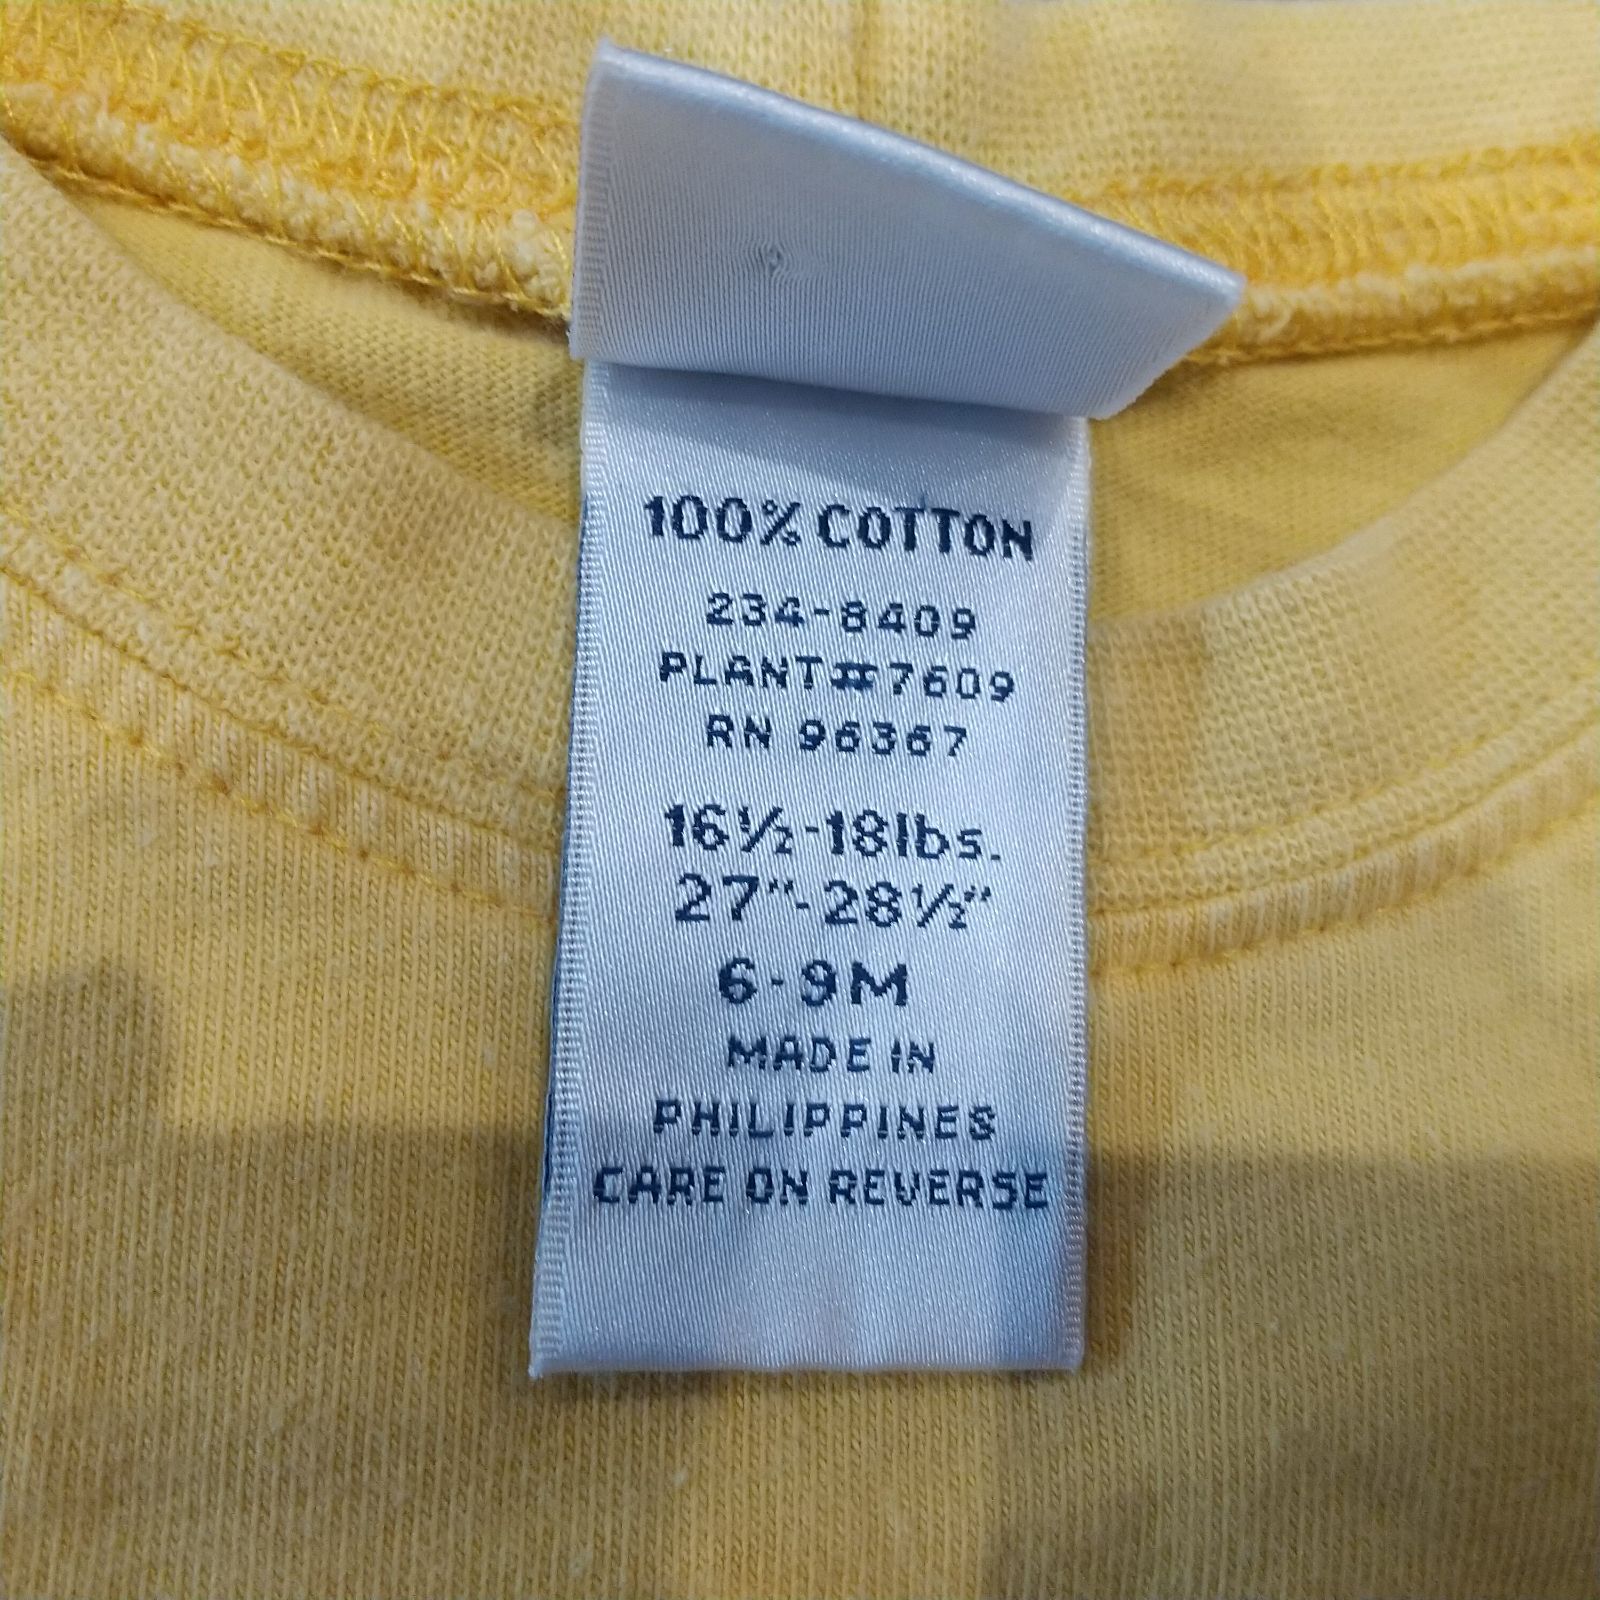 100% COTTON
234-8409
PLANT#7609
RN 96367
16½-18lbs.
27"-28½"
6-9M
MADE IN
PHILIPPINES
CARE ON REVERSE